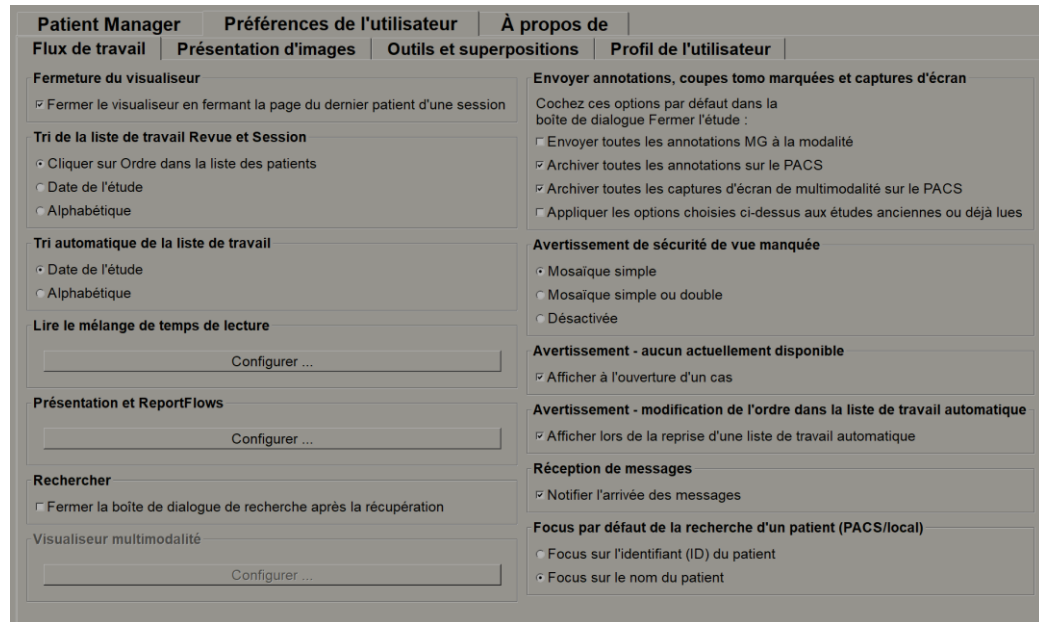 Patient Manager
Préférences de l'utilisateur
À propos de
Flux de travail
Présentation d'images
Outils et superpositions
Profil de l'utilisateur
Fermeture du visualiseur
Fermer le visualiseur en fermant la page du dernier patient d'une session
Tri de la liste de travail Revue et Session
Cliquer sur Ordre dans la liste des patients
Date de l'étude
Alphabétique
Tri automatique de la liste de travail
Date de l'étude
Alphabétique
Lire le mélange de temps de lecture
Configurer ...
Présentation et ReportFlows
Configurer ...
Rechercher
Fermer la boîte de dialogue de recherche après la récupération
Visualiseur multimodalité
Configurer ...
Envoyer annotations, coupes tomo marquées et captures d'écran
Cochez ces options par défaut dans la
boîte de dialogue Fermer l'étude :
Envoyer toutes les annotations MG à la modalité
Archiver toutes les annotations sur le PACS
Archiver toutes les captures d'écran de multimodalité sur le PACS
Appliquer les options choisies ci-dessus aux études anciennes ou déjà lues
Avertissement de sécurité de vue manquée
Mosaïque simple
Mosaïque simple ou double
Désactivée
Avertissement - aucun actuellement disponible
Afficher à l'ouverture d'un cas
Avertissement - modification de l'ordre dans la liste de travail automatique
Afficher lors de la reprise d'une liste de travail automatique
Réception de messages
Notifier l'arrivée des messages
Focus par défaut de la recherche d'un patient (PACS/local)
Focus sur l'identifiant (ID) du patient
Focus sur le nom du patient